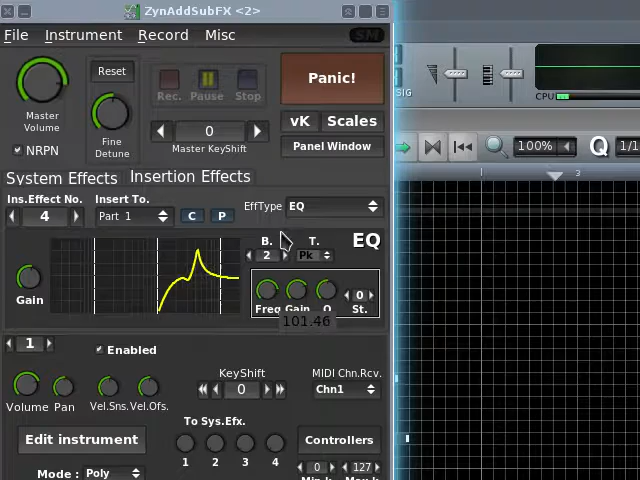 ZynAddSubFX <2>
File Instrument Record Misc SM
Reset
Rec. Pause Stop
Panic!
Master Volume
Fine Detune
0
Master KeyShift
vK Scales
NRPN
Panel Window
System Effects Insertion Effects
Ins.Effect No. Insert To. EffType EQ
4 Part 1 C P
B. T. EQ
2 Pk
Gain
0
Freq Gain Q St.
101.46
1 Enabled
KeyShift MIDI Chn.Rcv.
0 Chn1
Volume Pan Vel.Sns. Vel.Ofs.
To Sys.Efx.
Edit instrument 1 2 3 4 Controllers
Mode : Poly 0 127
SIG
CPU
100% Q 1/1
3